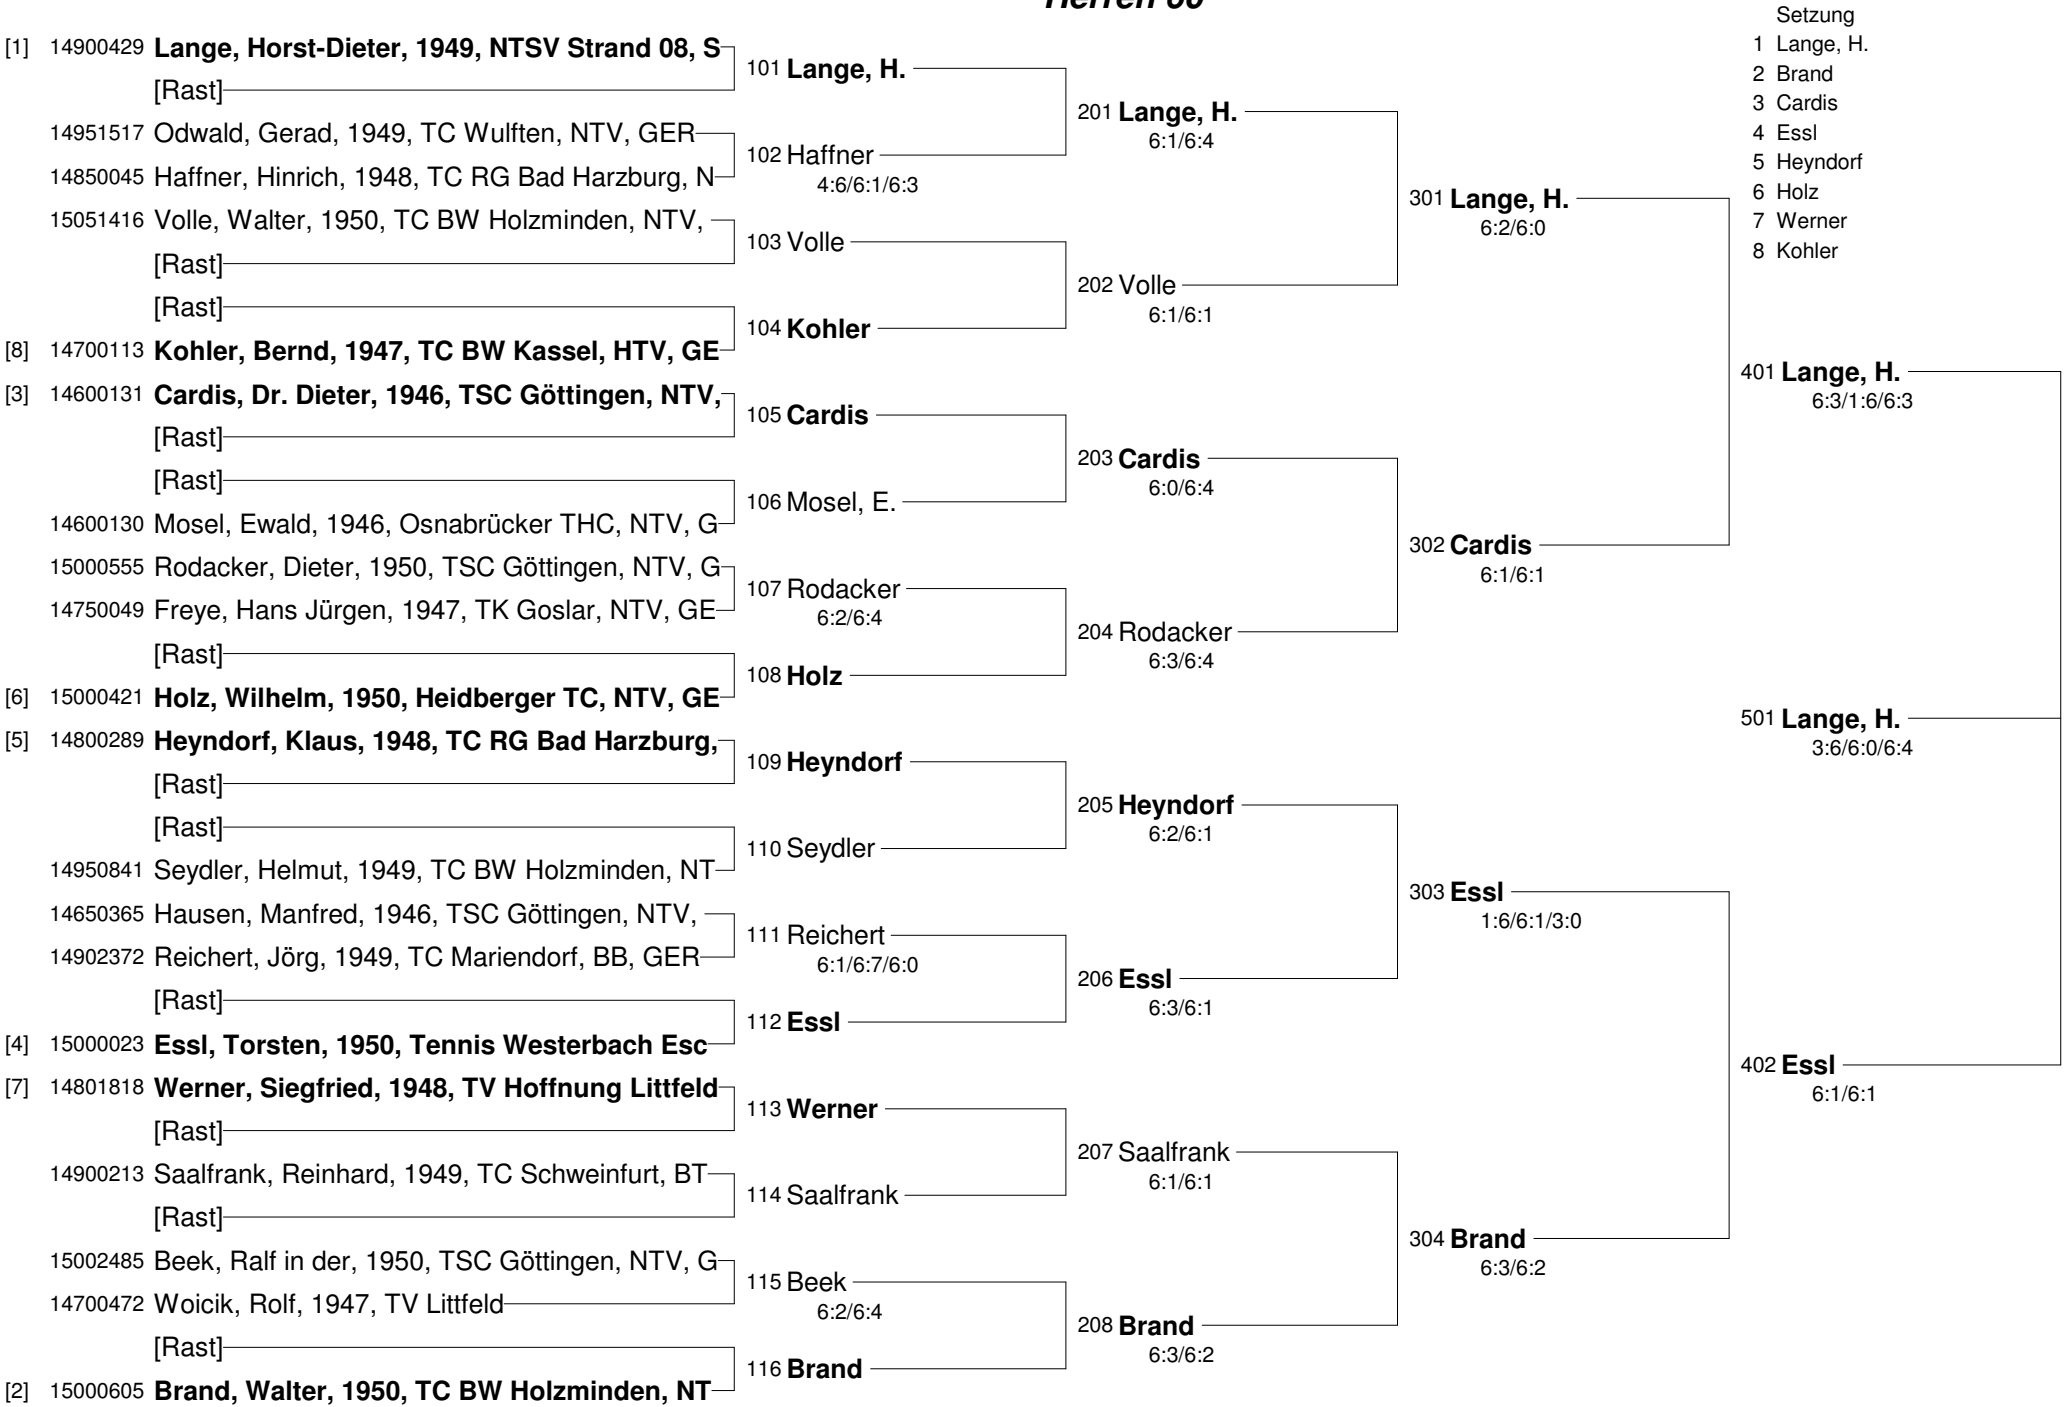 Setzung
1 Lange, H.
2 Brand
3 Cardis
4 Essl
5 Heyndorf
6 Holz
7 Werner
8 Kohler
[1] 14900429 Lange, Horst-Dieter, 1949, NTSV Strand 08, S
[Rast]
14951517 Odwald, Gerad, 1949, TC Wulften, NTV, GER
14850045 Haffner, Hinrich, 1948, TC RG Bad Harzburg, N
15051416 Volle, Walter, 1950, TC BW Holzminden, NTV,
[Rast]
[Rast]
[8] 14700113 Kohler, Bernd, 1947, TC BW Kassel, HTV, GE
[3] 14600131 Cardis, Dr. Dieter, 1946, TSC Göttingen, NTV,
[Rast]
[Rast]
14600130 Mosel, Ewald, 1946, Osnabrücker THC, NTV, G
15000555 Rodacker, Dieter, 1950, TSC Göttingen, NTV, G
14750049 Freye, Hans Jürgen, 1947, TK Goslar, NTV, GE
[Rast]
[6] 15000421 Holz, Wilhelm, 1950, Heidberger TC, NTV, GE
[5] 14800289 Heyndorf, Klaus, 1948, TC RG Bad Harzburg,
[Rast]
[Rast]
14950841 Seydler, Helmut, 1949, TC BW Holzminden, NT
14650365 Hausen, Manfred, 1946, TSC Göttingen, NTV,
14902372 Reichert, Jörg, 1949, TC Mariendorf, BB, GER
[Rast]
[4] 15000023 Essl, Torsten, 1950, Tennis Westerbach Esc
[7] 14801818 Werner, Siegfried, 1948, TV Hoffnung Littfeld
[Rast]
14900213 Saalfrank, Reinhard, 1949, TC Schweinfurt, BT
[Rast]
15002485 Beek, Ralf in der, 1950, TSC Göttingen, NTV, G
14700472 Woicik, Rolf, 1947, TV Littfeld
[Rast]
[2] 15000605 Brand, Walter, 1950, TC BW Holzminden, NT
101 Lange, H.
102 Haffner
4:6/6:1/6:3
103 Volle
104 Kohler
105 Cardis
106 Mosel, E.
107 Rodacker
6:2/6:4
108 Holz
109 Heyndorf
110 Seydler
111 Reichert
6:1/6:7/6:0
112 Essl
113 Werner
114 Saalfrank
115 Beek
6:2/6:4
116 Brand
201 Lange, H.
6:1/6:4
202 Volle
6:1/6:1
203 Cardis
6:0/6:4
204 Rodacker
6:3/6:4
205 Heyndorf
6:2/6:1
206 Essl
6:3/6:1
207 Saalfrank
6:1/6:1
208 Brand
6:3/6:2
301 Lange, H.
6:2/6:0
302 Cardis
6:1/6:1
303 Essl
1:6/6:1/3:0
304 Brand
6:3/6:2
401 Lange, H.
6:3/1:6/6:3
501 Lange, H.
3:6/6:0/6:4
402 Essl
6:1/6:1